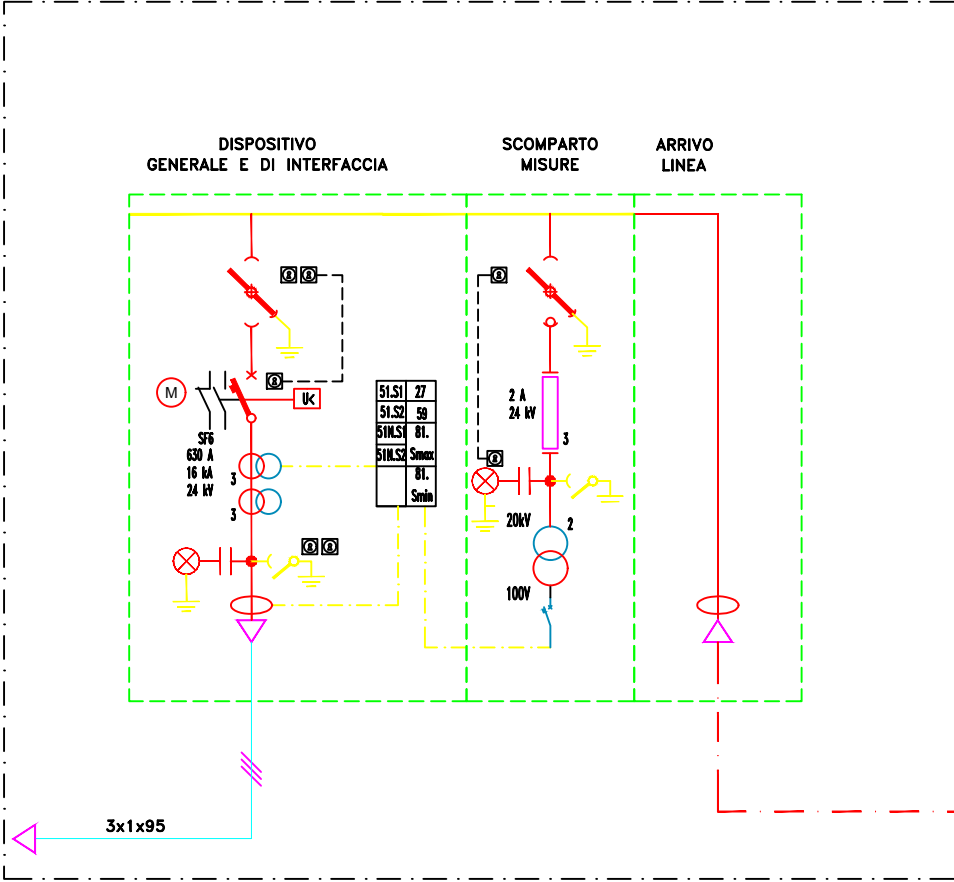 DISPOSITIVO
GENERALE E DI INTERFACCIA
SCOMPARTO
MISURE
ARRIVO
LINEA
M
U<
SF6
630 A
16 kA
24 kV
3
3
51.S1 27
51.S2 59
51N.S1 81.
51N.S2 Smax
81.
Smin
2 A
24 kV
3
20kV
2
100V
3x1x95